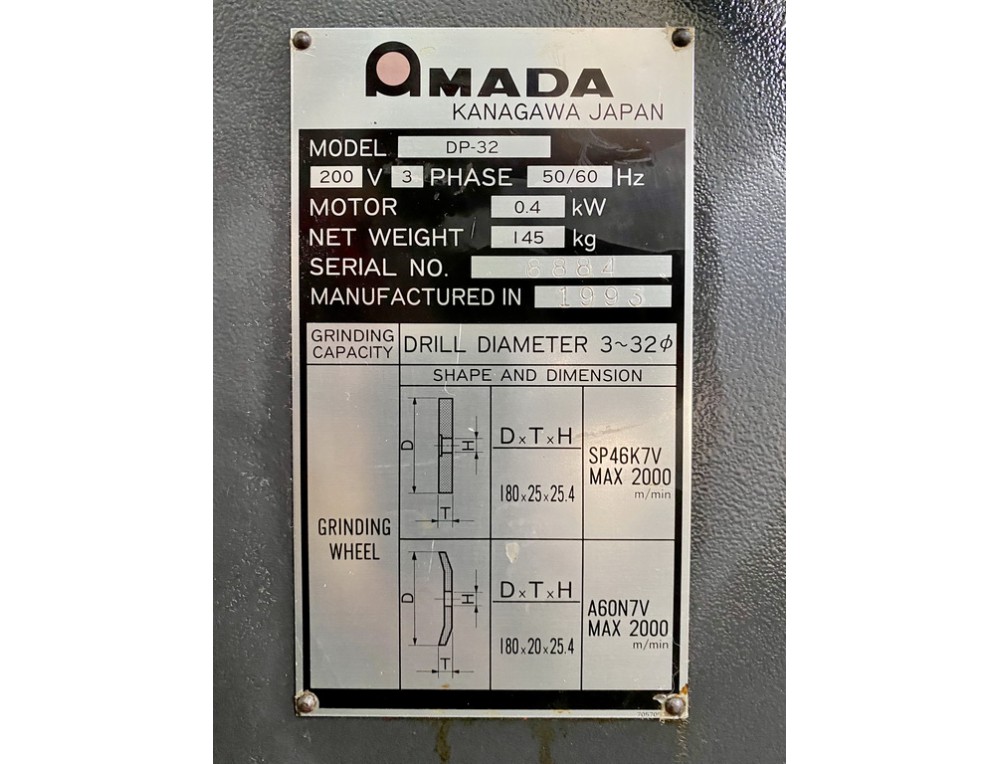 AMADA
KANAGAWA JAPAN
MODEL DP-32
200 V 3 PHASE 50/60 Hz
MOTOR 0.4 kW
NET WEIGHT 145 kg
SERIAL NO. 6884
MANUFACTURED IN 1993
GRINDING CAPACITY
DRILL DIAMETER 3~32φ
SHAPE AND DIMENSION
GRINDING
WHEEL
D
H
T
D×T×H
180×25×25.4
SP46K7V
MAX 2000
m/min
D
H
T
D×T×H
180×20×25.4
A60N7V
MAX 2000
m/min